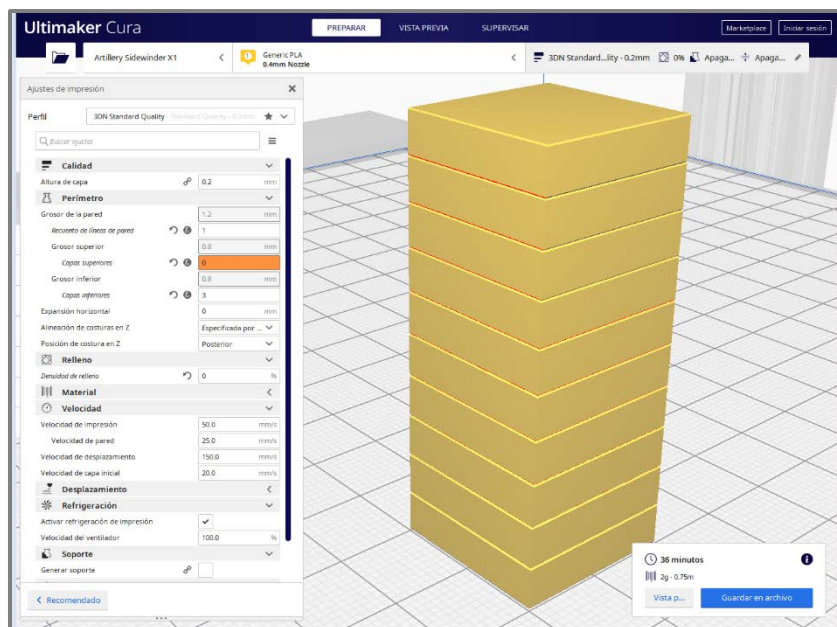 Ultimaker Cura
PREPARAR VISTA PREVIA SUPERVISAR
Marketplace Iniciar sesión
Artillery Sidewinder X1
1 Generic PLA
0.4mm Nozzle
3DN Standard...lity - 0.2mm 0% Apaga... Apaga...
Ajustes de impresión
Perfil 3DN Standard Quality - Standard Quality - 0.2mm
Buscar ajustes
Calidad
Altura de capa 0.2 mm
Perímetro
Grosor de la pared 1.2 mm
Recuento de líneas de pared 1
Grosor superior 0.8 mm
Capas superiores 0
Grosor inferior 0.8 mm
Capas inferiores 3
Expansión horizontal 0 mm
Alineación de costuras en Z Especificada por ...
Posición de costura en Z Posterior
Relleno
Densidad de relleno 0 %
Material
Velocidad
Velocidad de impresión 50.0 mm/s
Velocidad de pared 25.0 mm/s
Velocidad de desplazamiento 150.0 mm/s
Velocidad de capa inicial 20.0 mm/s
Desplazamiento
Refrigeración
Activar refrigeración de impresión
Velocidad del ventilador 100.0 %
Soporte
Generar soporte
Recomendado
36 minutos
2g · 0.75m
Vista p... Guardar en archivo